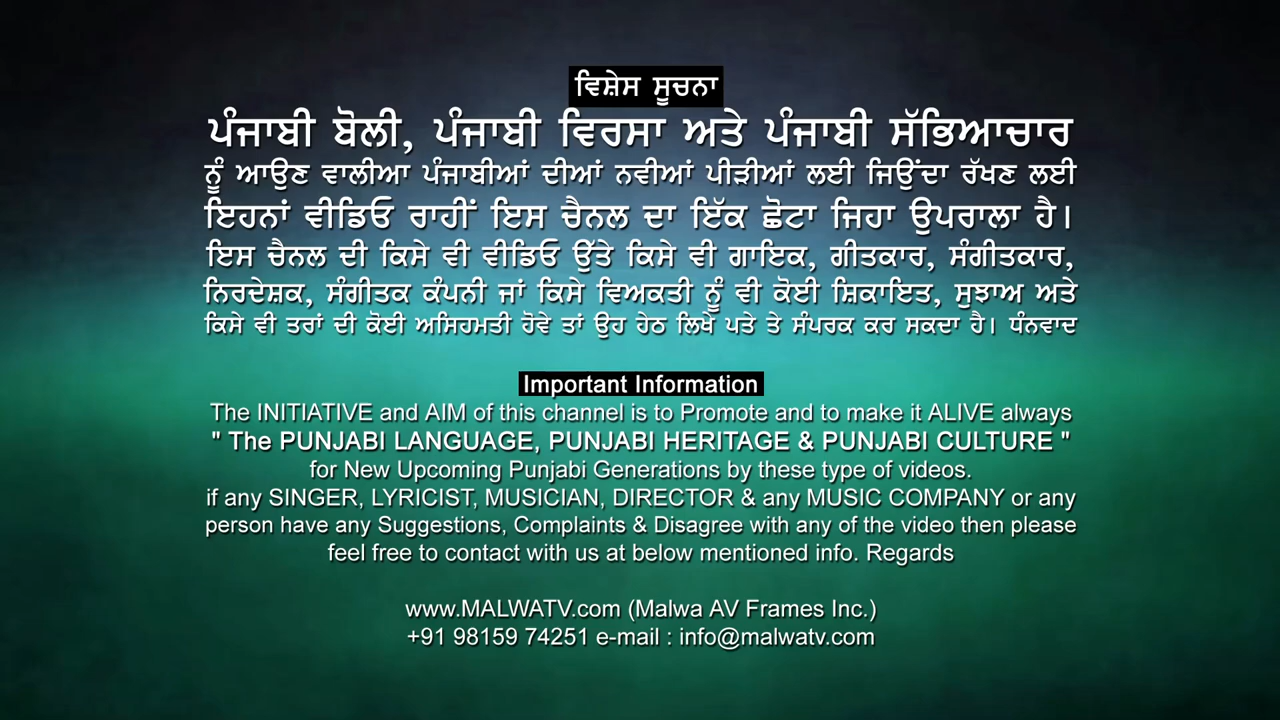 ਵਿਸ਼ੇਸ ਸੂਚਨਾ
ਪੰਜਾਬੀ ਬੋਲੀ, ਪੰਜਾਬੀ ਵਿਰਸਾ ਅਤੇ ਪੰਜਾਬੀ ਸੱਭਿਆਚਾਰ
ਨੂੰ ਆਉਣ ਵਾਲੀਆ ਪੰਜਾਬੀਆਂ ਦੀਆਂ ਨਵੀਆਂ ਪੀੜੀਆਂ ਲਈ ਜਿਉਂਦਾ ਰੱਖਣ ਲਈ
ਇਹਨਾਂ ਵੀਡਿਓ ਰਾਹੀਂ ਇਸ ਚੈਨਲ ਦਾ ਇੱਕ ਛੋਟਾ ਜਿਹਾ ਉਪਰਾਲਾ ਹੈ।
ਇਸ ਚੈਨਲ ਦੀ ਕਿਸੇ ਵੀ ਵੀਡਿਓ ਉੱਤੇ ਕਿਸੇ ਵੀ ਗਾਇਕ, ਗੀਤਕਾਰ, ਸੰਗੀਤਕਾਰ,
ਨਿਰਦੇਸ਼ਕ, ਸੰਗੀਤਕ ਕੰਪਨੀ ਜਾਂ ਕਿਸੇ ਵਿਅਕਤੀ ਨੂੰ ਵੀ ਕੋਈ ਸ਼ਿਕਾਇਤ, ਸੁਝਾਅ ਅਤੇ
ਕਿਸੇ ਵੀ ਤਰਾਂ ਦੀ ਕੋਈ ਅਸਿਹਮਤੀ ਹੋਵੇ ਤਾਂ ਉਹ ਹੇਠ ਲਿਖੇ ਪਤੇ ਤੇ ਸੰਪਰਕ ਕਰ ਸਕਦਾ ਹੈ। ਧੰਨਵਾਦ
Important Information
The INITIATIVE and AIM of this channel is to Promote and to make it ALIVE always
" The PUNJABI LANGUAGE, PUNJABI HERITAGE & PUNJABI CULTURE "
for New Upcoming Punjabi Generations by these type of videos.
if any SINGER, LYRICIST, MUSICIAN, DIRECTOR & any MUSIC COMPANY or any
person have any Suggestions, Complaints & Disagree with any of the video then please
feel free to contact with us at below mentioned info. Regards
www.MALWATV.com (Malwa AV Frames Inc.)
+91 98159 74251 e-mail : info@malwatv.com